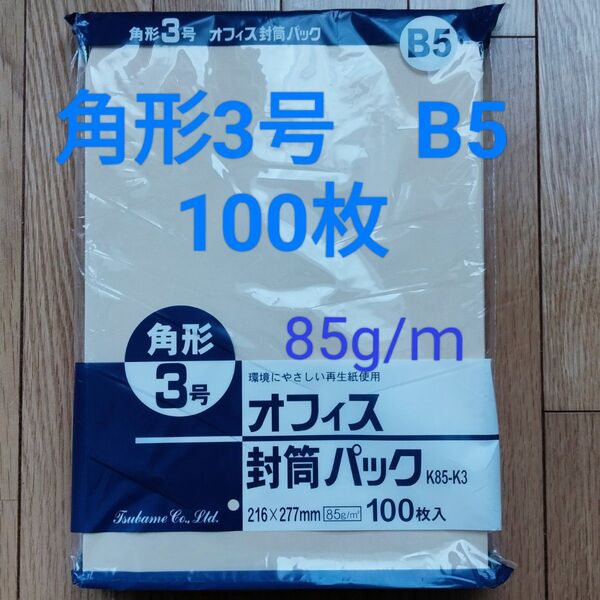 角形3号 オフィス封筒パック
B5
角形3号 B5
100枚
85g/m
角形
3号
環境にやさしい再生紙使用
オフィス
封筒パック K85-K3
216×277mm 85g/m² 100枚入
Tsubame Co., Ltd.